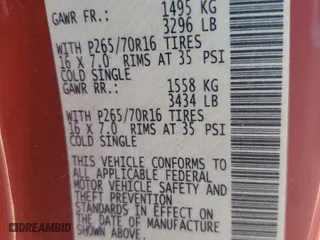 GAWR FR.: 1495 KG
3296 LB
WITH P265/70R16 TIRES
16 X 7.0 RIMS AT 35 PSI
COLD SINGLE
GAWR RR.: 1558 KG
3434 LB
WITH P265/70R16 TIRES
16 X 7.0 RIMS AT 35 PSI
COLD SINGLE
THIS VEHICLE CONFORMS TO
ALL APPLICABLE FEDERAL
MOTOR VEHICLE SAFETY AND
THEFT PREVENTION
STANDARDS IN EFFECT ON
THE DATE OF MANUFACTURE
SHOWN ABOVE.
DREAMBID